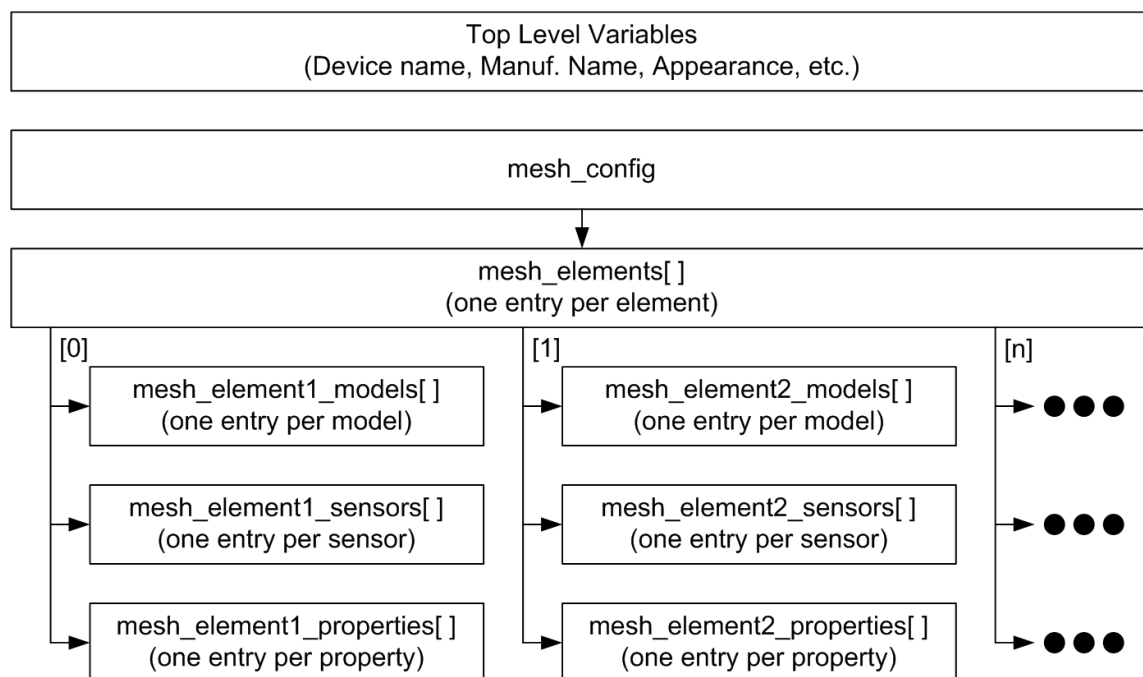 Top Level Variables
(Device name, Manuf. Name, Appearance, etc.)
mesh_config
mesh_elements[ ]
(one entry per element)
[0]
[1]
[n]
mesh_element1_models[ ]
(one entry per model)
mesh_element2_models[ ]
(one entry per model)
mesh_element1_sensors[ ]
(one entry per sensor)
mesh_element2_sensors[ ]
(one entry per sensor)
mesh_element1_properties[ ]
(one entry per property)
mesh_element2_properties[ ]
(one entry per property)